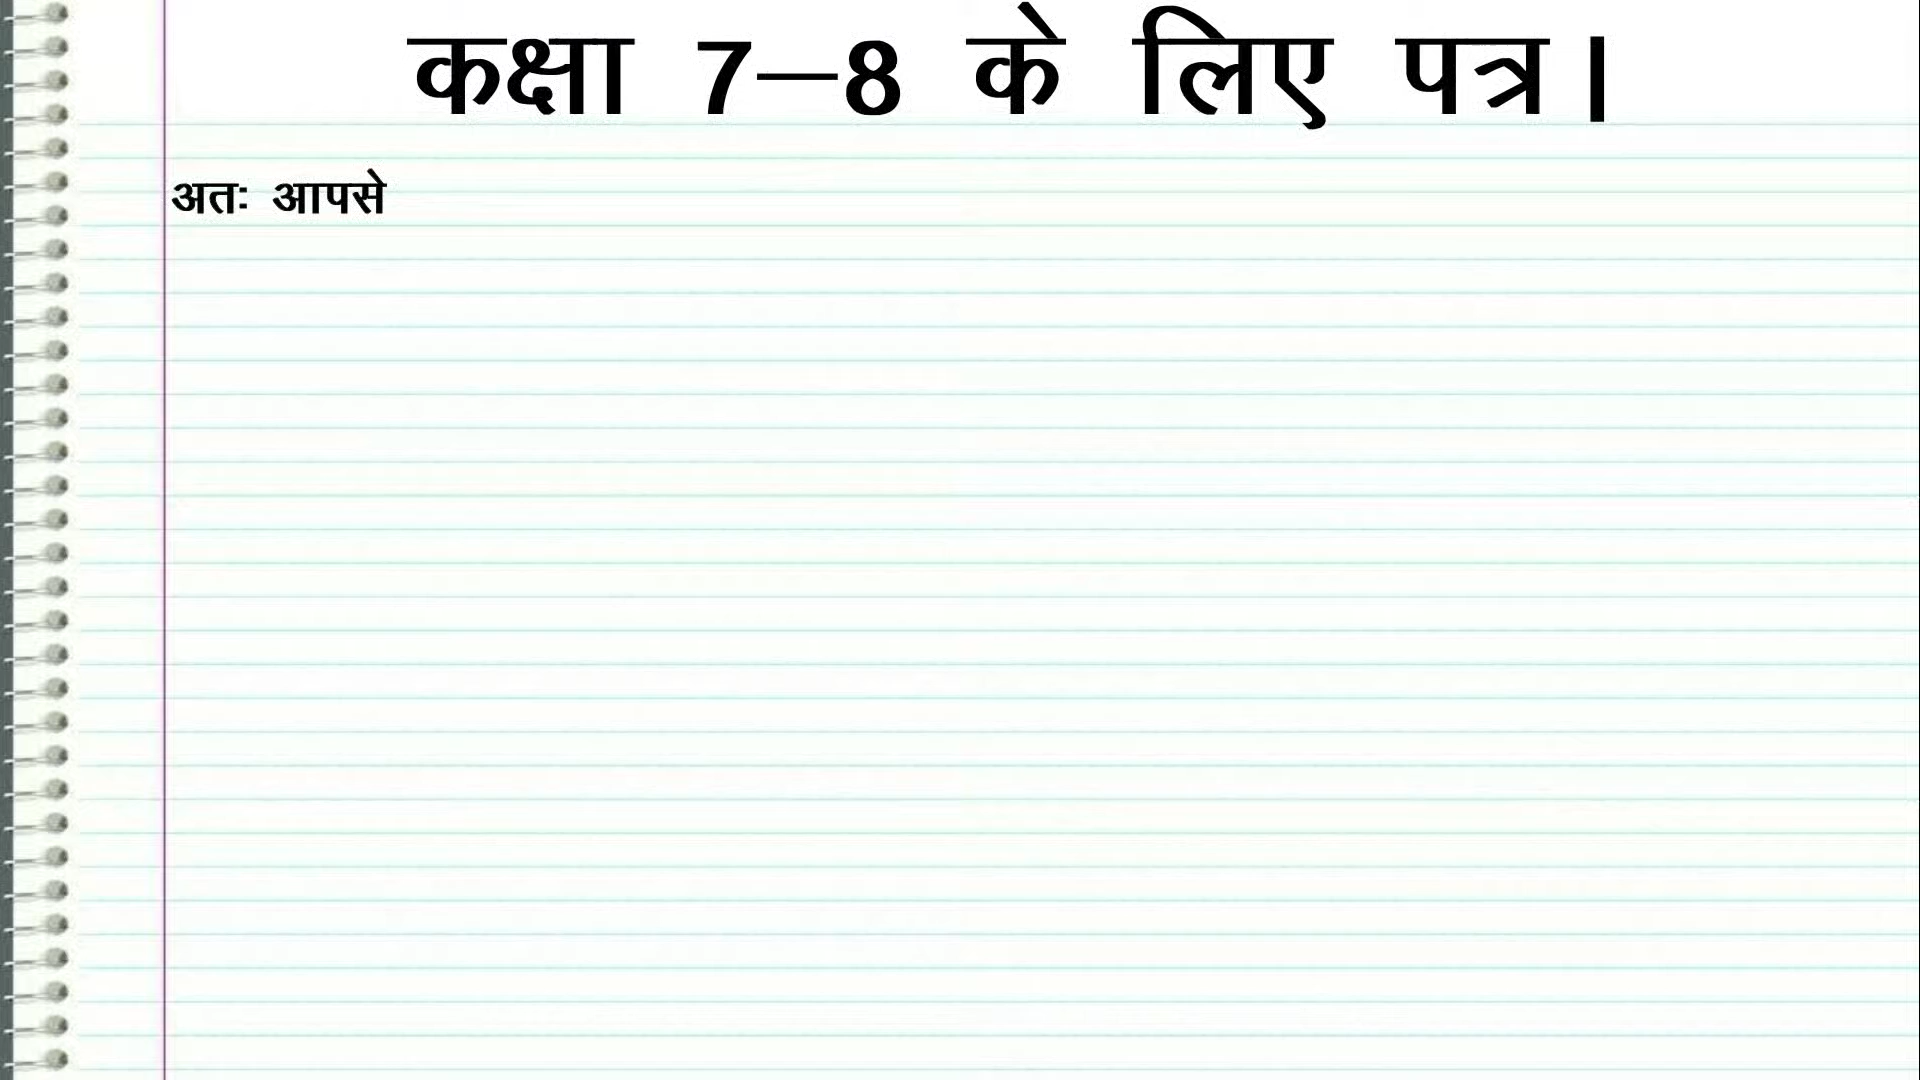 कक्षा 7–8 के लिए पत्र।
अतः आपसे